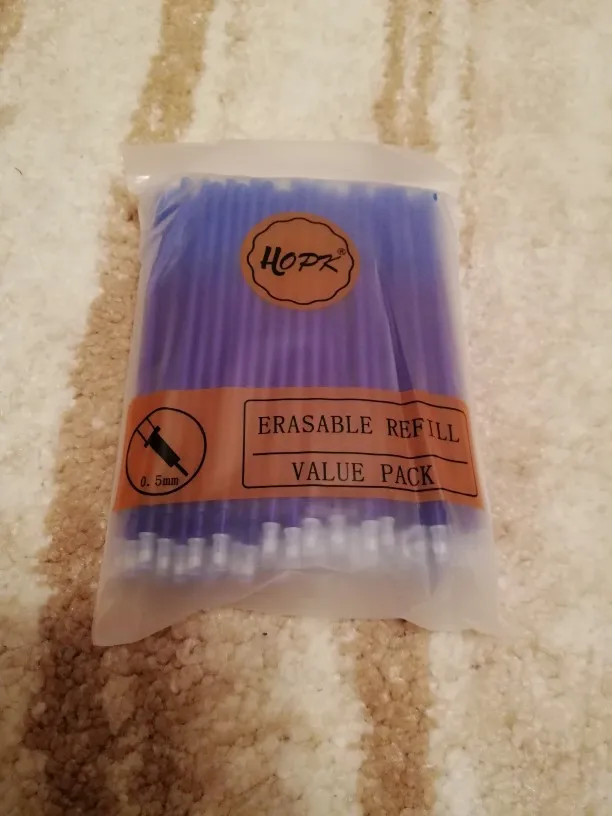 HOPK®
ERASABLE REFILL
VALUE PACK
0.5mm